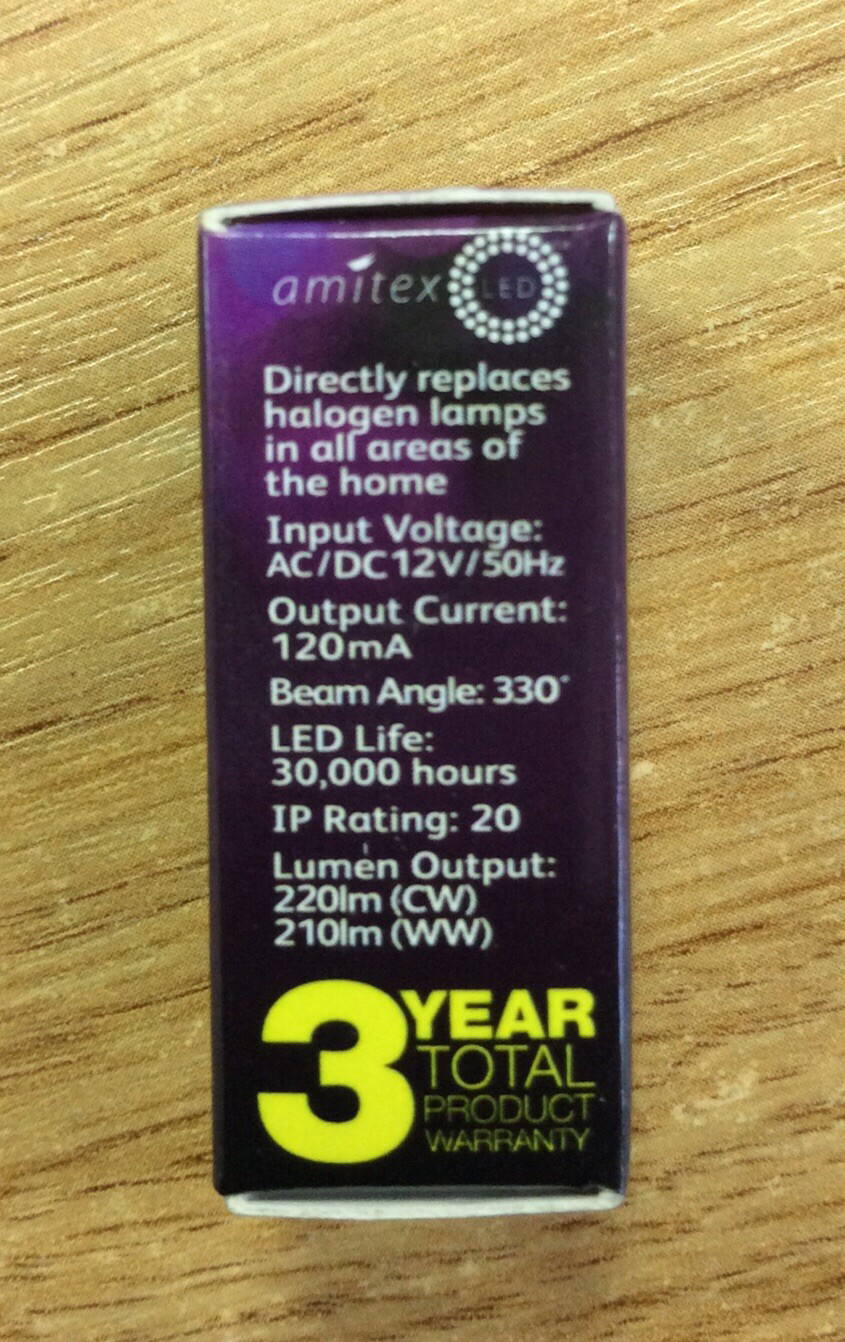 amitex LED
Directly replaces
halogen lamps
in all areas of
the home
Input Voltage:
AC/DC12V/50Hz
Output Current:
120mA
Beam Angle: 330°
LED Life:
30,000 hours
IP Rating: 20
Lumen Output:
220lm (CW)
210lm (WW)
3 YEAR
TOTAL
PRODUCT
WARRANTY